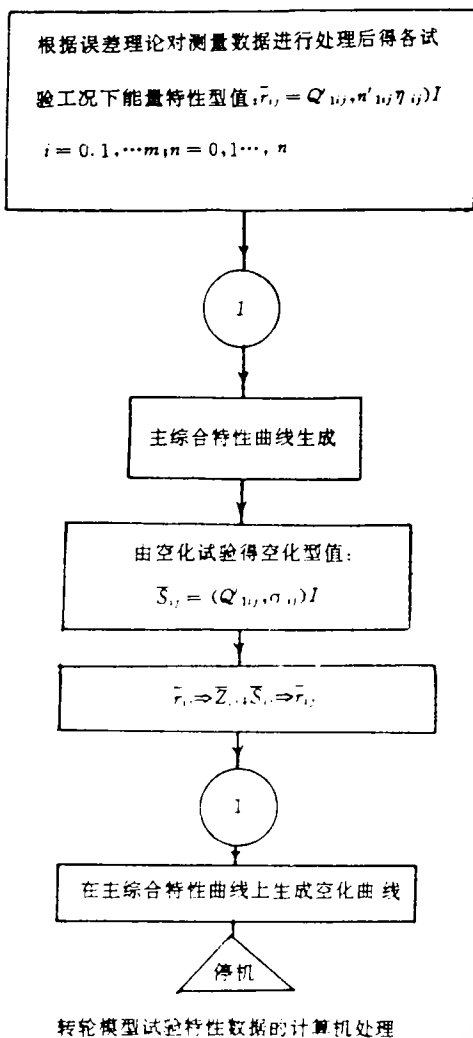 根据误差理论对测量数据进行处理后得各试
验工况下能量特性型值:r̄ᵢⱼ = Q′₁ᵢⱼ,n′₁ᵢⱼ η ᵢⱼ)I
i = 0.1,…m;n = 0,1…, n
1
主综合特性曲线生成
由空化试验得空化型值:
S̄ᵢⱼ = (Q′₁ᵢⱼ,σᵢⱼ)I
r̄ᵢⱼ⇒Z̄ᵢⱼ;S̄ᵢⱼ⇒r̄ᵢⱼ
1
在主综合特性曲线上生成空化曲 线
停机
转轮模型试验特性数据的计算机处理